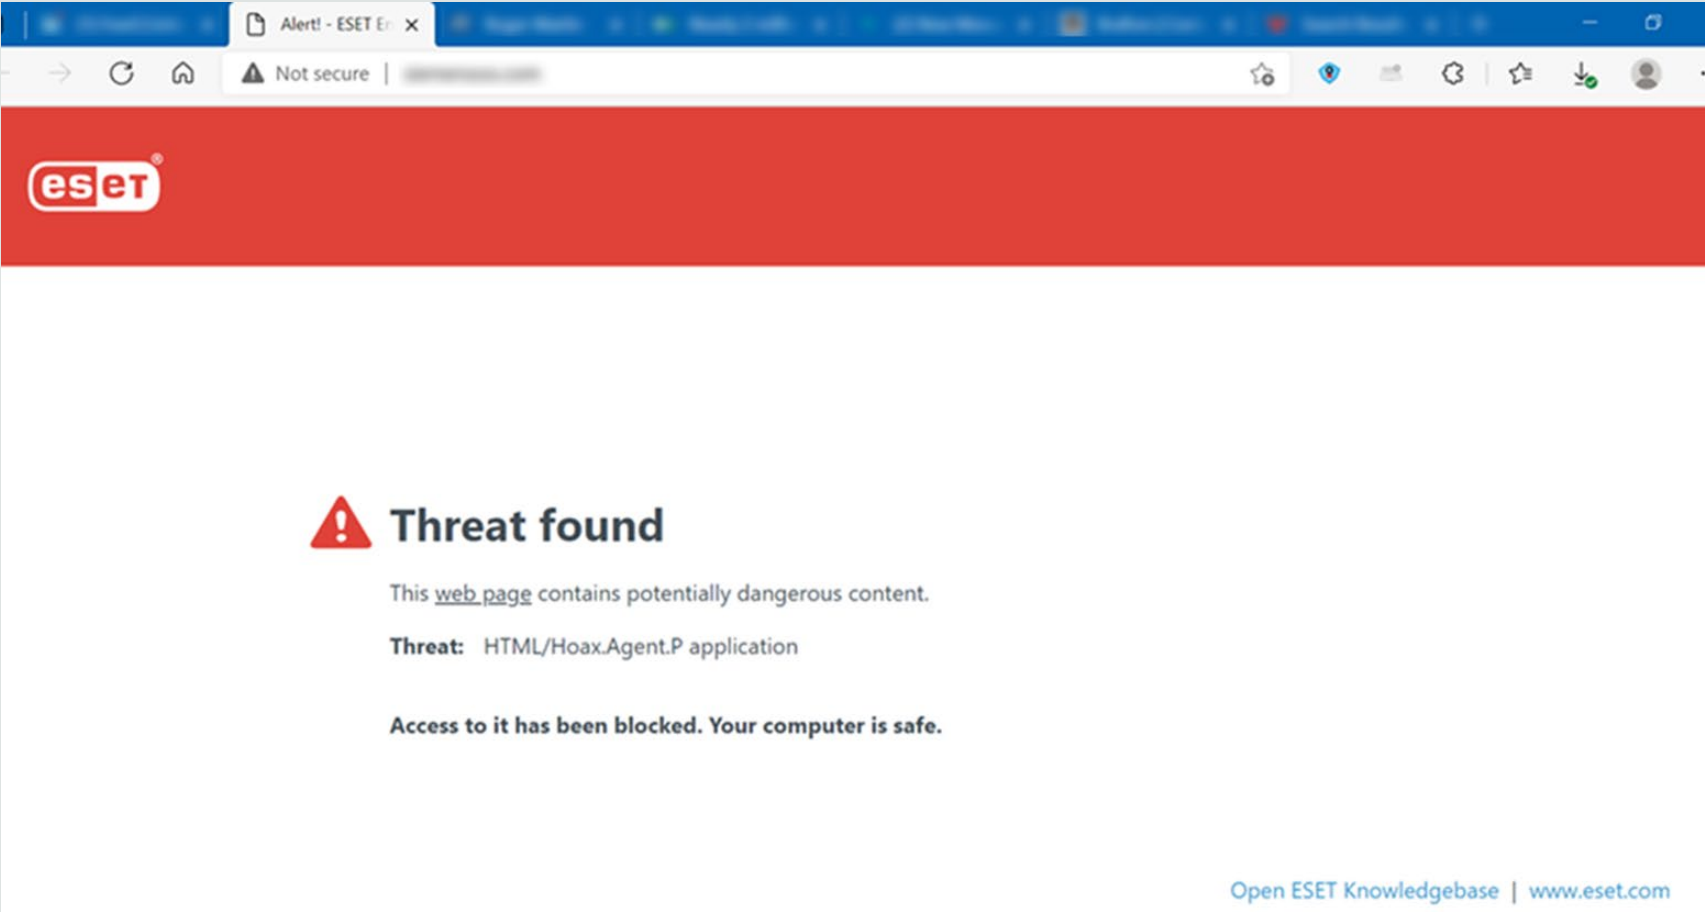 Alert! - ESET En
Not secure |
eseT®
Threat found
This web page contains potentially dangerous content.
Threat: HTML/Hoax.Agent.P application
Access to it has been blocked. Your computer is safe.
Open ESET Knowledgebase | www.eset.com